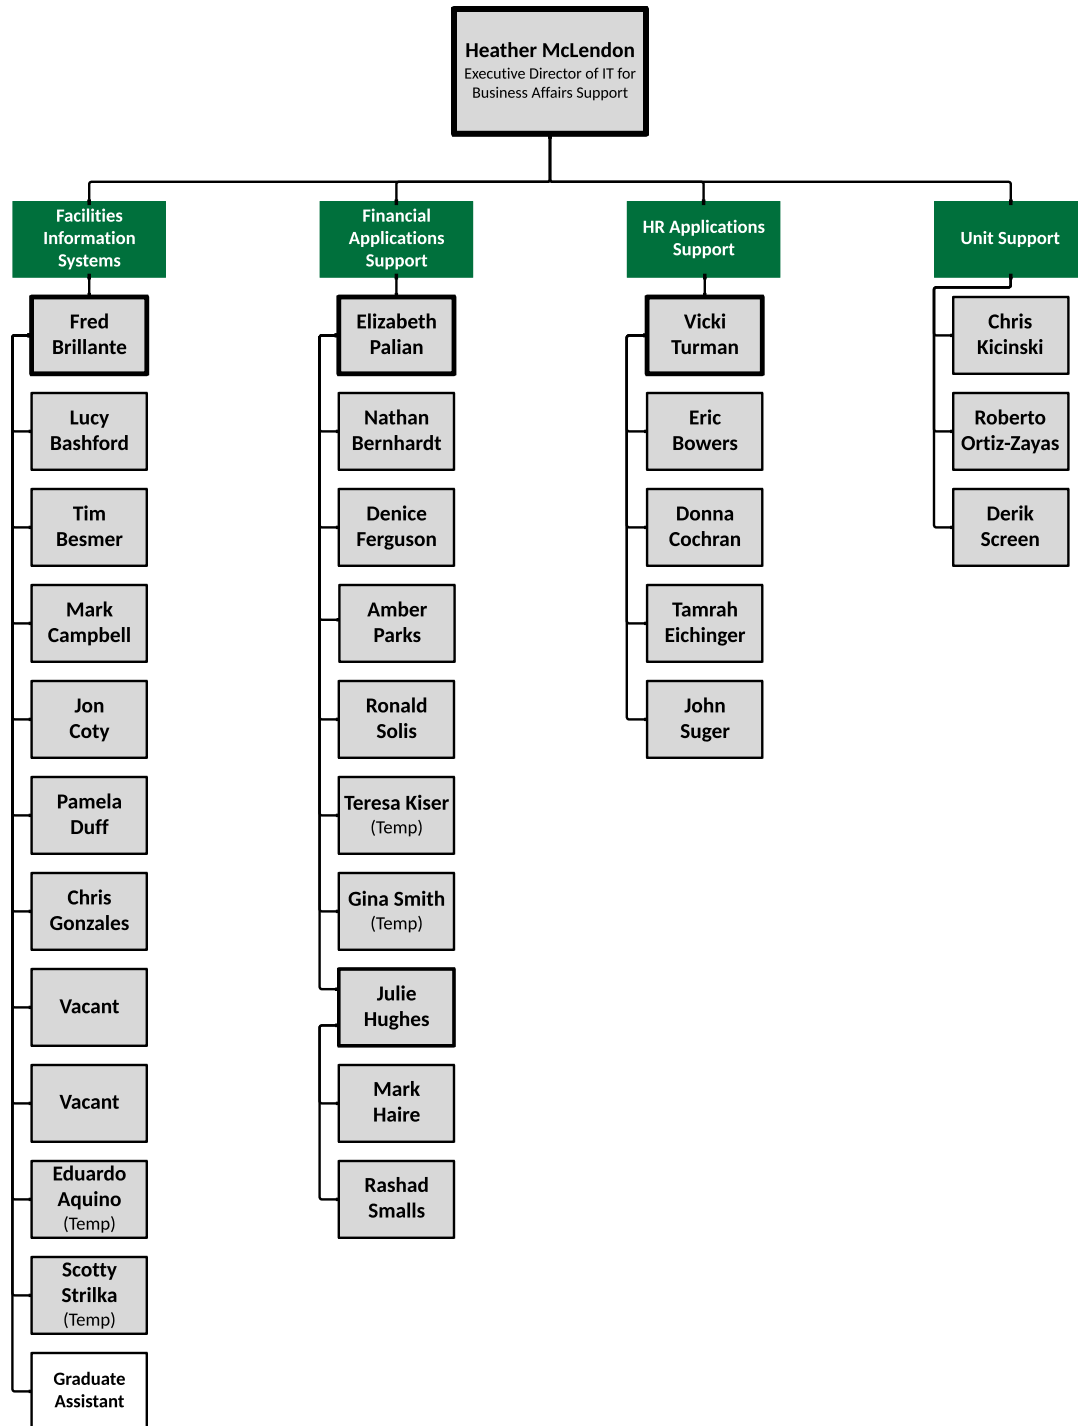 Heather McLendon
Executive Director of IT for
Business Affairs Support
Facilities
Information
Systems
Fred
Brillante
Lucy
Bashford
Tim
Besmer
Mark
Campbell
Jon
Coty
Pamela
Duff
Chris
Gonzales
Vacant
Vacant
Eduardo
Aquino
(Temp)
Scotty
Strilka
(Temp)
Graduate
Assistant
Financial
Applications
Support
Elizabeth
Palian
Nathan
Bernhardt
Denice
Ferguson
Amber
Parks
Ronald
Solis
Teresa Kiser
(Temp)
Gina Smith
(Temp)
Julie
Hughes
Mark
Haire
Rashad
Smalls
HR Applications
Support
Vicki
Turman
Eric
Bowers
Donna
Cochran
Tamrah
Eichinger
John
Suger
Unit Support
Chris
Kicinski
Roberto
Ortiz-Zayas
Derik
Screen